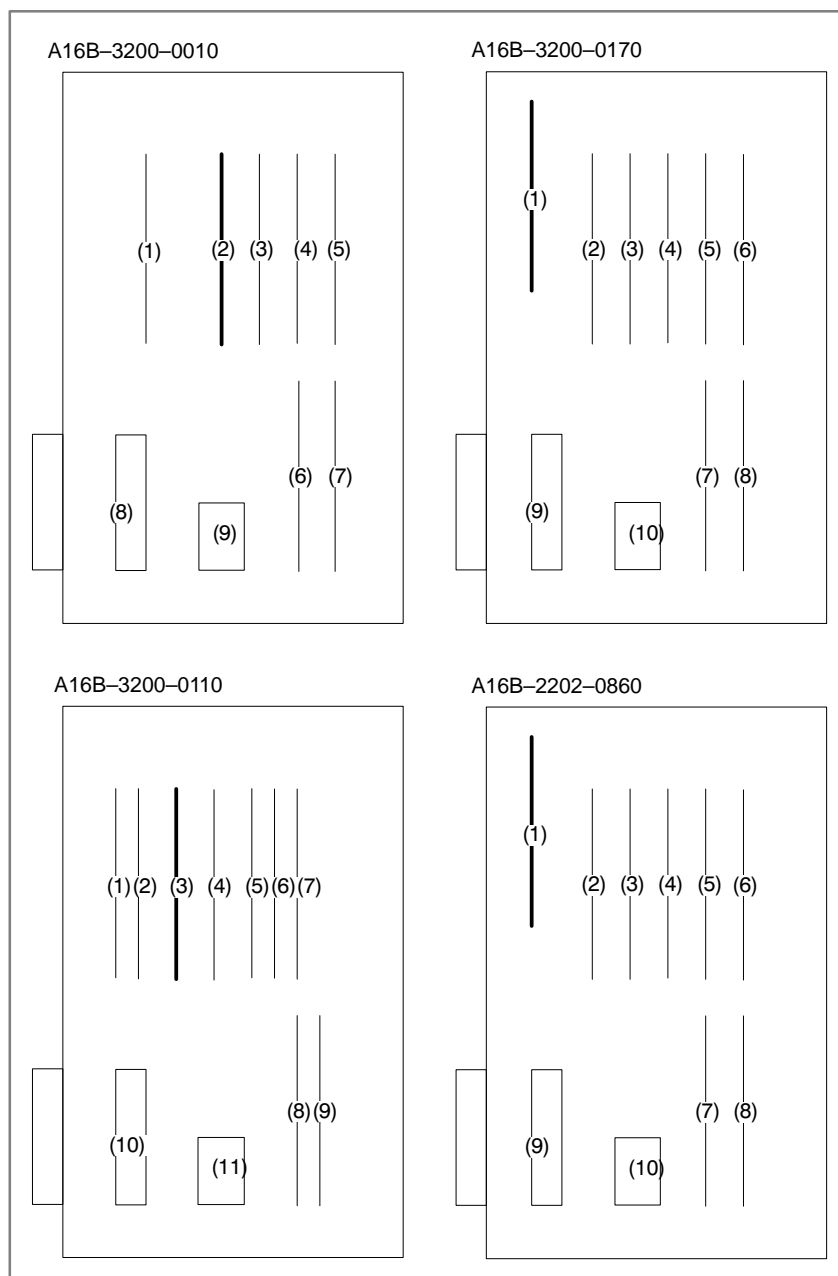 A16B–3200–0010
(1) (2) (3) (4) (5)
(6) (7)
(8) (9)
A16B–3200–0170
(1)
(2) (3) (4) (5) (6)
(7) (8)
(9) (10)
A16B–3200–0110
(1) (2) (3) (4) (5) (6) (7)
(8) (9)
(10) (11)
A16B–2202–0860
(1)
(2) (3) (4) (5) (6)
(7) (8)
(9) (10)